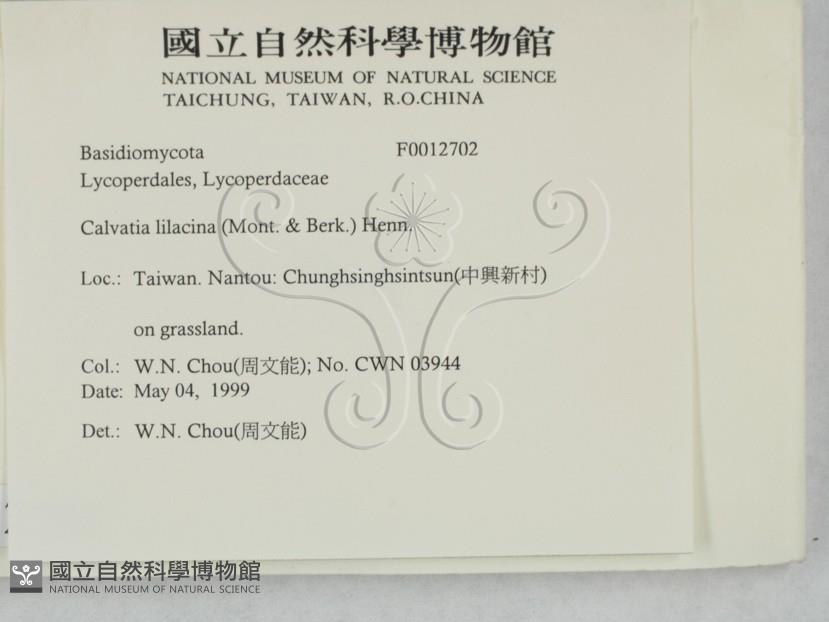 國立自然科學博物館
NATIONAL MUSEUM OF NATURAL SCIENCE
TAICHUNG, TAIWAN, R.O.CHINA
Basidiomycota F0012702
Lycoperdales, Lycoperdaceae
Calvatia lilacina (Mont. & Berk.) Henn.
Loc.: Taiwan. Nantou: Chunghsinghsintsun(中興新村)
on grassland.
Col.: W.N. Chou(周文能); No. CWN 03944
Date: May 04, 1999
Det.: W.N. Chou(周文能)
國立自然科學博物館
NATIONAL MUSEUM OF NATURAL SCIENCE